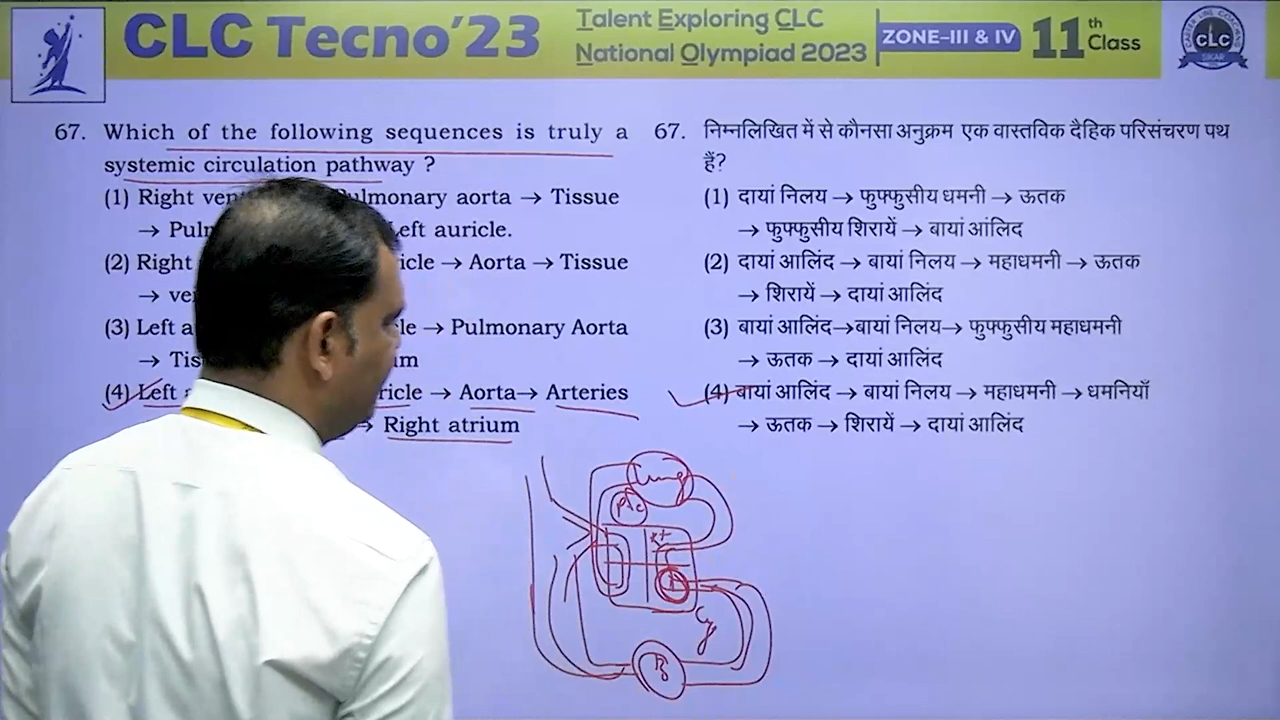 CLC Tecno'23
Talent Exploring CLC
National Olympiad 2023
ZONE–III & IV
11th Class
CLC
67. Which of the following sequences is truly a
systemic circulation pathway ?
(1) Right ven Pulmonary aorta → Tissue
→ Pulm Left auricle.
(2) Right icle → Aorta → Tissue
→ ve
(3) Left a le → Pulmonary Aorta
→ Tis um
(4) Left ricle → Aorta→ Arteries
→ Right atrium
67. निम्नलिखित में से कौनसा अनुक्रम एक वास्तविक दैहिक परिसंचरण पथ
हैं?
(1) दायां निलय → फुफ्फुसीय धमनी → ऊतक
→ फुफ्फुसीय शिरायें → बायां आंलिद
(2) दायां आलिंद → बायां निलय → महाधमनी → ऊतक
→ शिरायें → दायां आलिंद
(3) बायां आलिंद→बायां निलय→ फुफ्फुसीय महाधमनी
→ ऊतक → दायां आलिंद
(4) बायां आलिंद → बायां निलय → महाधमनी → धमनियाँ
→ ऊतक → शिरायें → दायां आलिंद
Lung
B